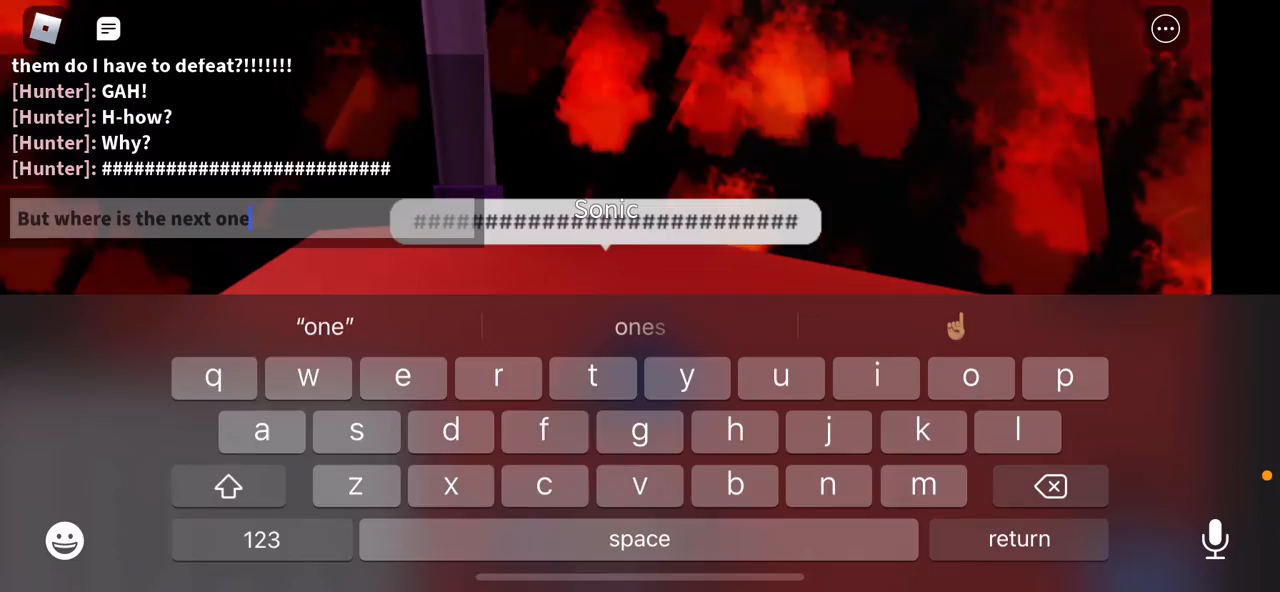 them do I have to defeat?!!!!!!!
[Hunter]: GAH!
[Hunter]: H-how?
[Hunter]: Why?
[Hunter]: ###########################
But where is the next one
Sonic
###########################
“one” ones ☝🏽
q w e r t y u i o p
a s d f g h j k l
z x c v b n m
123 space return